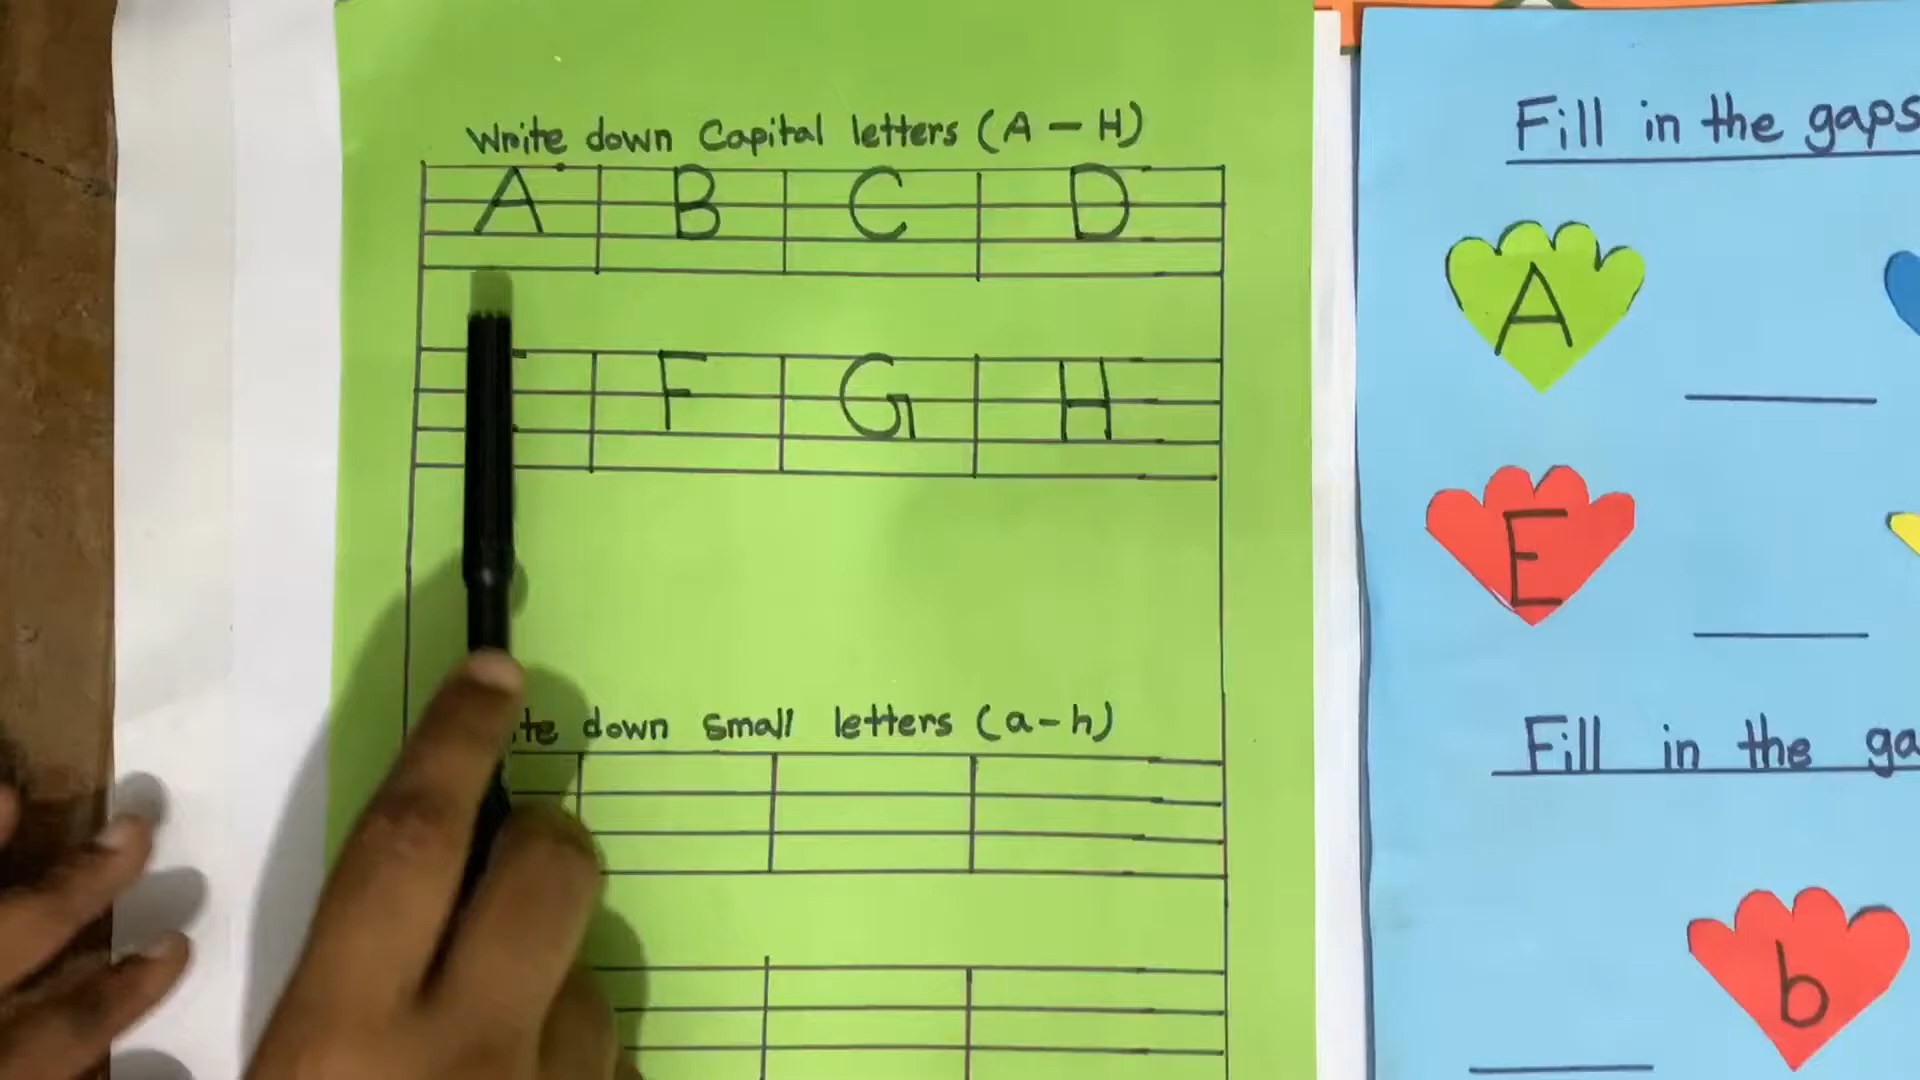 Write down Capital letters (A - H)
A B C D
F G H
down small letters (a-h)
Fill in the gaps
A
E
Fill in the
b